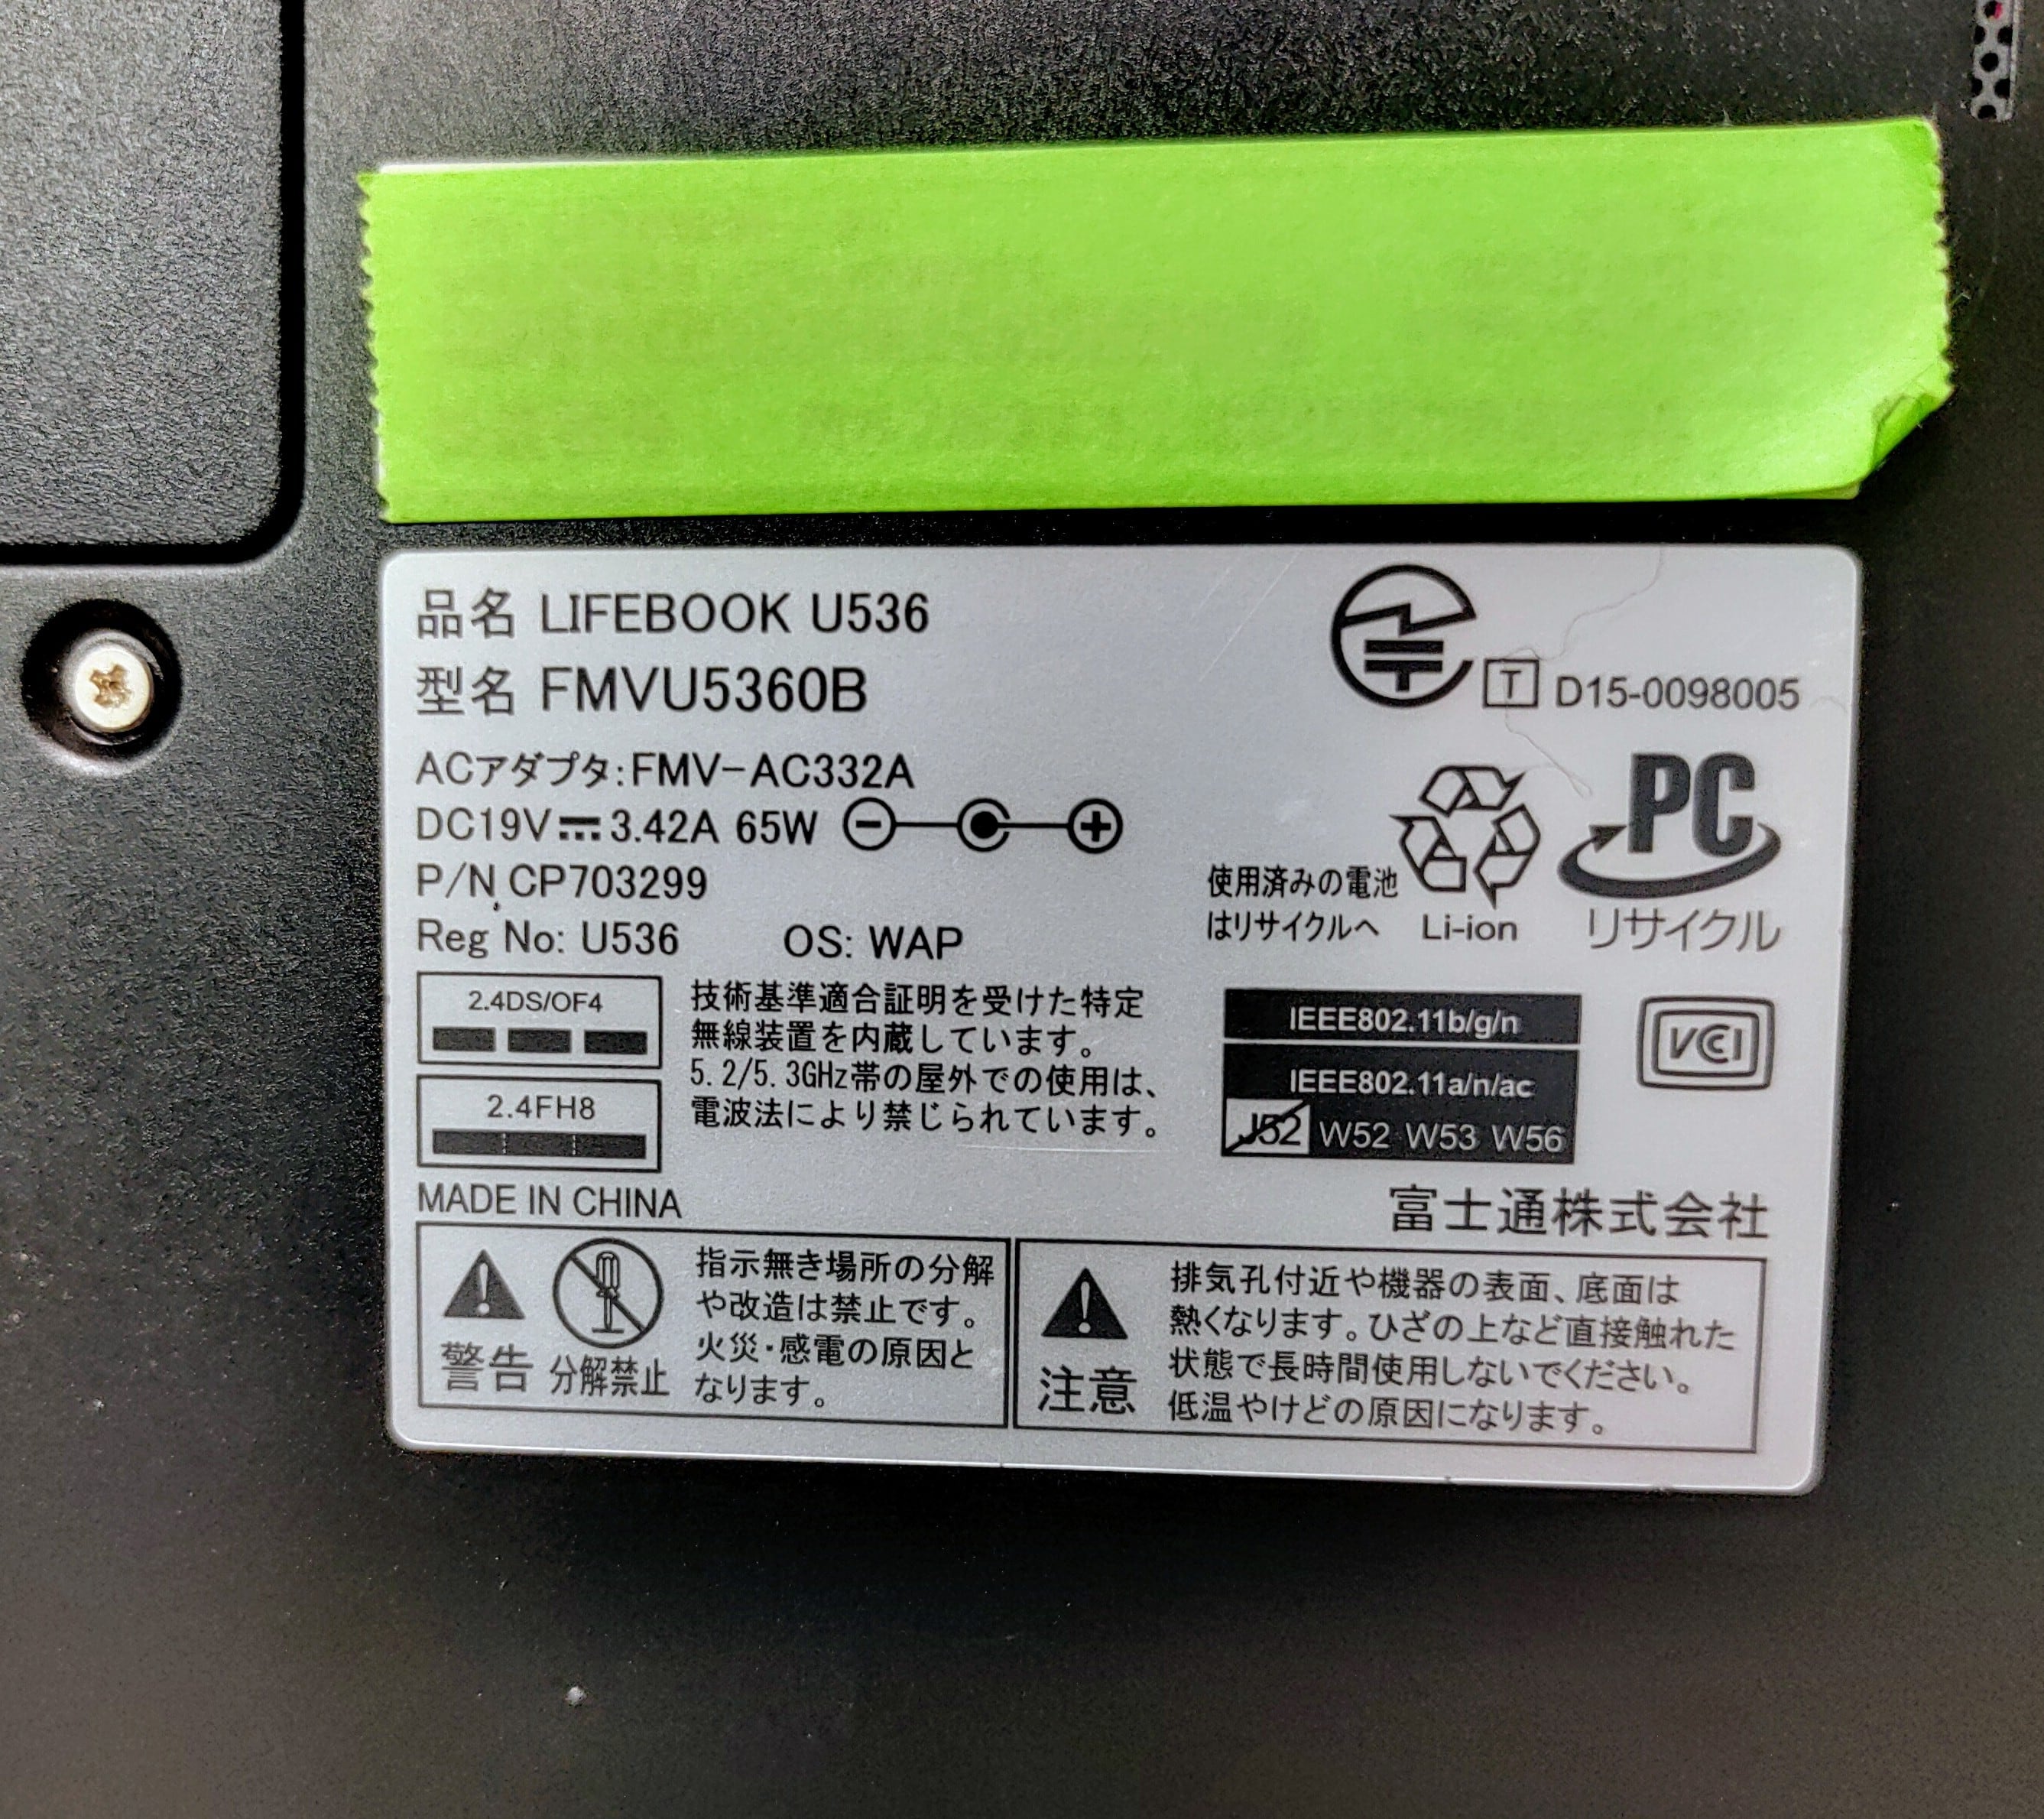 品名 LIFEBOOK U536
型名 FMVU5360B
T D15-0098005
ACアダプタ:FMV-AC332A
DC19V 3.42A 65W
P/N CP703299
Reg No: U536 OS: WAP
使用済みの電池
はリサイクルへ
Li-ion
PC
リサイクル
2.4DS/OF4
2.4FH8
技術基準適合証明を受けた特定
無線装置を内蔵しています。
5.2/5.3GHz帯の屋外での使用は、
電波法により禁じられています。
IEEE802.11b/g/n
IEEE802.11a/n/ac
J52 W52 W53 W56
VCCI
MADE IN CHINA
富士通株式会社
警告
分解禁止
指示無き場所の分解
や改造は禁止です。
火災・感電の原因と
なります。
注意
排気孔付近や機器の表面、底面は
熱くなります。ひざの上など直接触れた
状態で長時間使用しないでください。
低温やけどの原因になります。